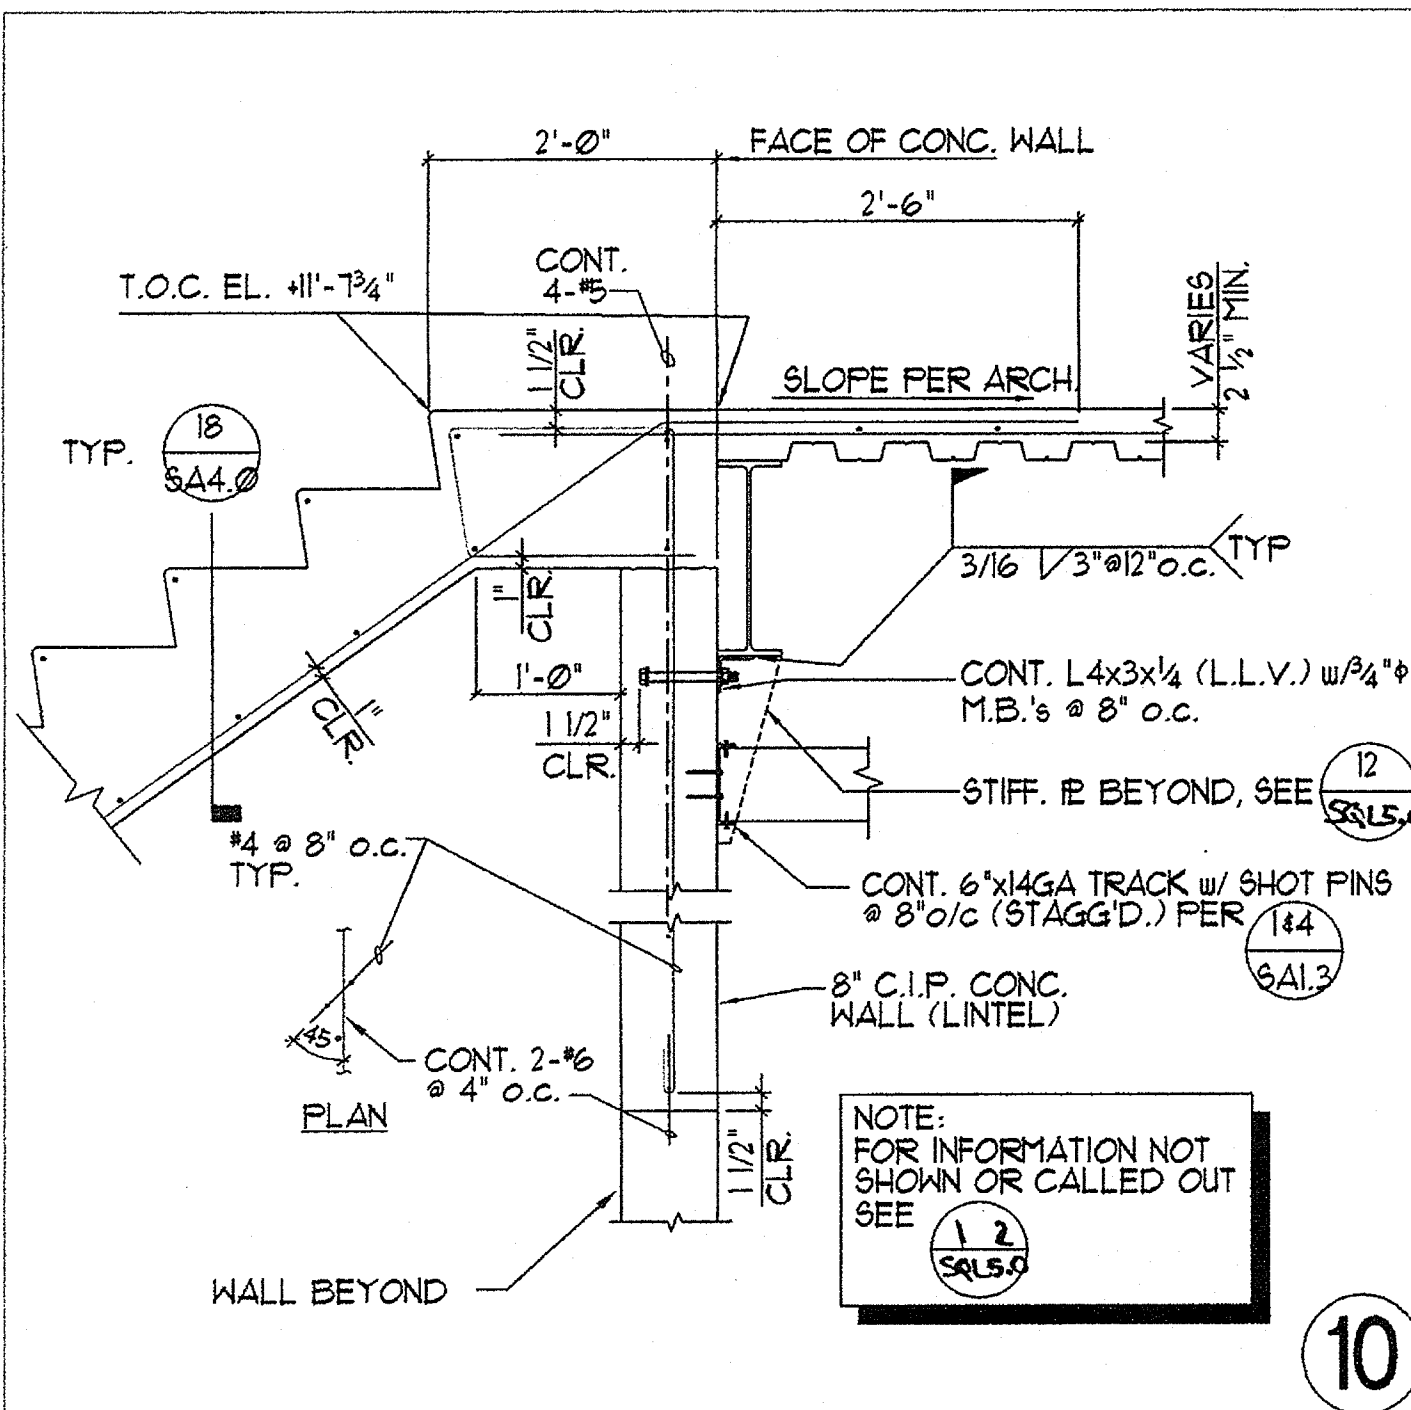 2'-0"
FACE OF CONC. WALL
2'-6"
T.O.C. EL. +11'-7 3/4"
CONT.
4-#5
1 1/2"
CLR.
VARIES
2 1/2" MIN.
SLOPE PER ARCH.
TYP.
18
SA4.0
3/16 3"@12"o.c.
TYP
1"
CLR.
1'-0"
1"
CLR.
1 1/2"
CLR.
CONT. L4x3x1/4 (L.L.V.) w/3/4"φ
M.B.'s @ 8" o.c.
STIFF. PL BEYOND, SEE
12
#4 @ 8" o.c.
TYP.
CONT. 6"x14GA TRACK w/ SHOT PINS
@ 8"o/c (STAGG'D.) PER
1&4
SA1.3
8" C.I.P. CONC.
WALL (LINTEL)
45°
CONT. 2-#6
@ 4" o.c.
PLAN
1 1/2"
CLR.
NOTE:
FOR INFORMATION NOT
SHOWN OR CALLED OUT
SEE
1 2
SQL5.0
WALL BEYOND
10